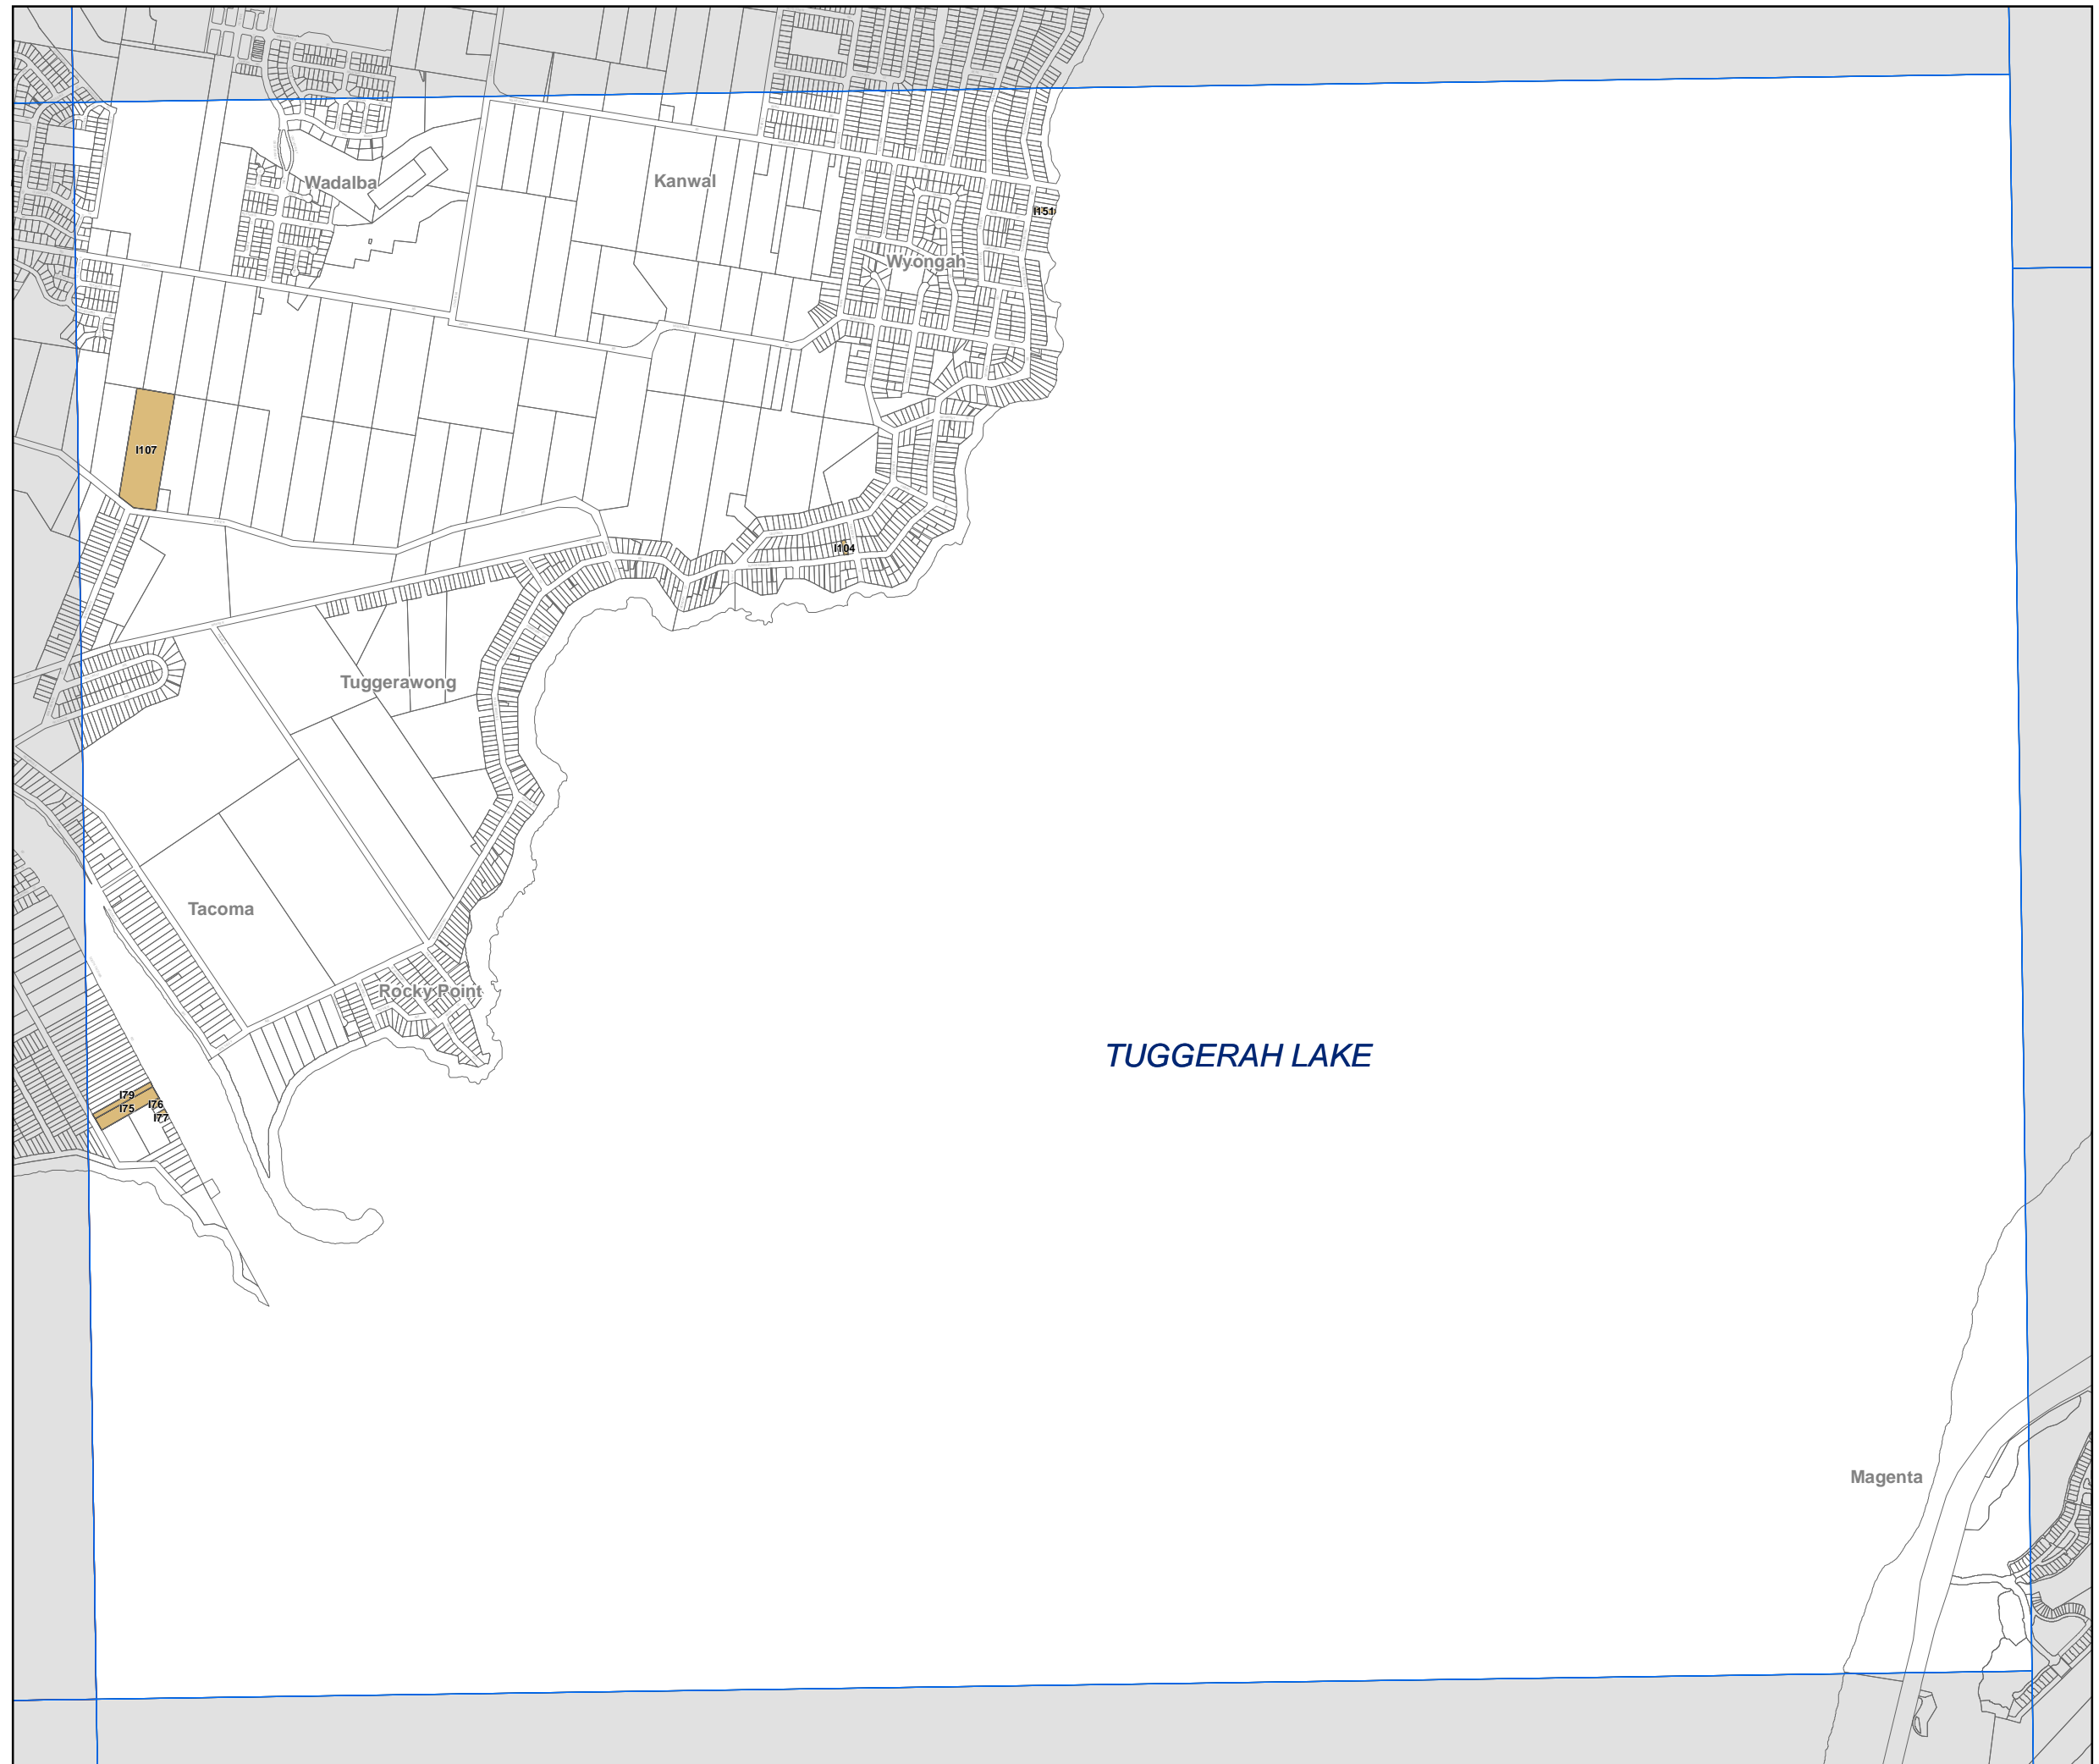 Wadalba
Kanwal
I151
Wyongah
I107
I104
Tuggerawong
Tacoma
Rocky Point
TUGGERAH LAKE
I79
I75
I76
I77
Magenta